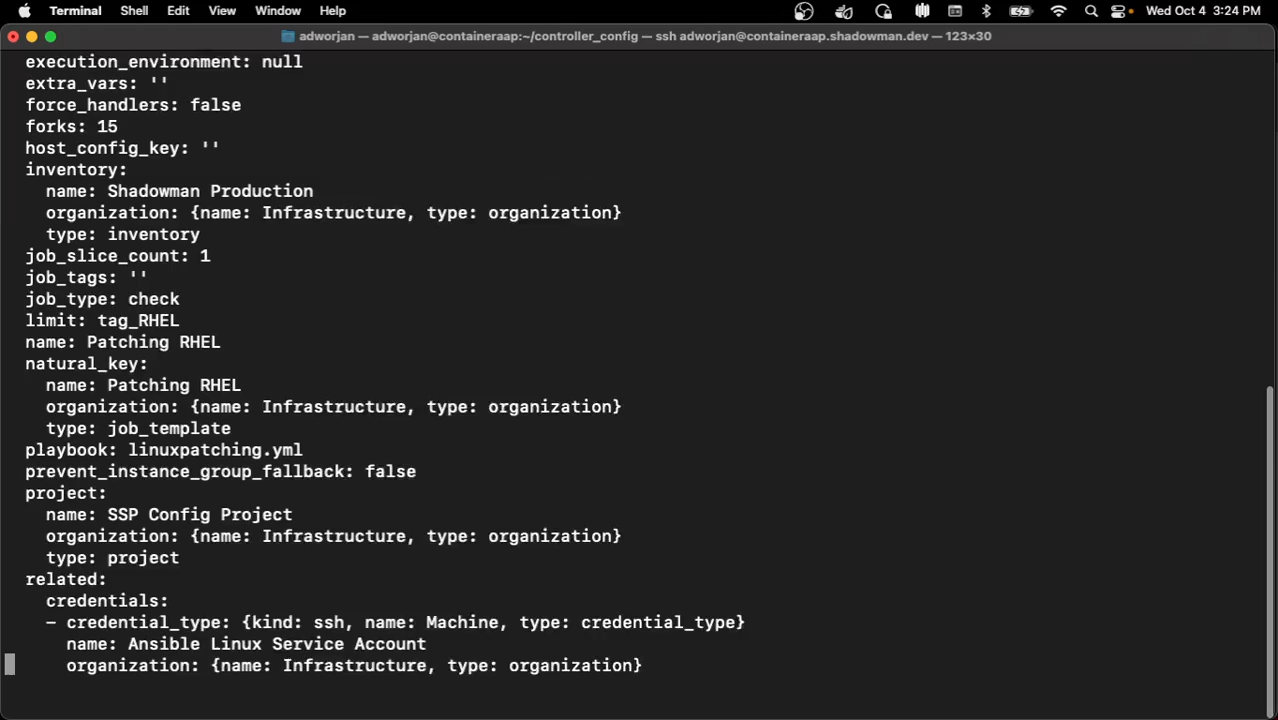 Terminal Shell Edit View Window Help Wed Oct 4 3:24 PM
adworjan — adworjan@containeraap:~/controller_config — ssh adworjan@containeraap.shadowman.dev — 123×30
execution_environment: null
extra_vars: ''
force_handlers: false
forks: 15
host_config_key: ''
inventory:
  name: Shadowman Production
  organization: {name: Infrastructure, type: organization}
  type: inventory
job_slice_count: 1
job_tags: ''
job_type: check
limit: tag_RHEL
name: Patching RHEL
natural_key:
  name: Patching RHEL
  organization: {name: Infrastructure, type: organization}
  type: job_template
playbook: linuxpatching.yml
prevent_instance_group_fallback: false
project:
  name: SSP Config Project
  organization: {name: Infrastructure, type: organization}
  type: project
related:
  credentials:
  - credential_type: {kind: ssh, name: Machine, type: credential_type}
    name: Ansible Linux Service Account
    organization: {name: Infrastructure, type: organization}